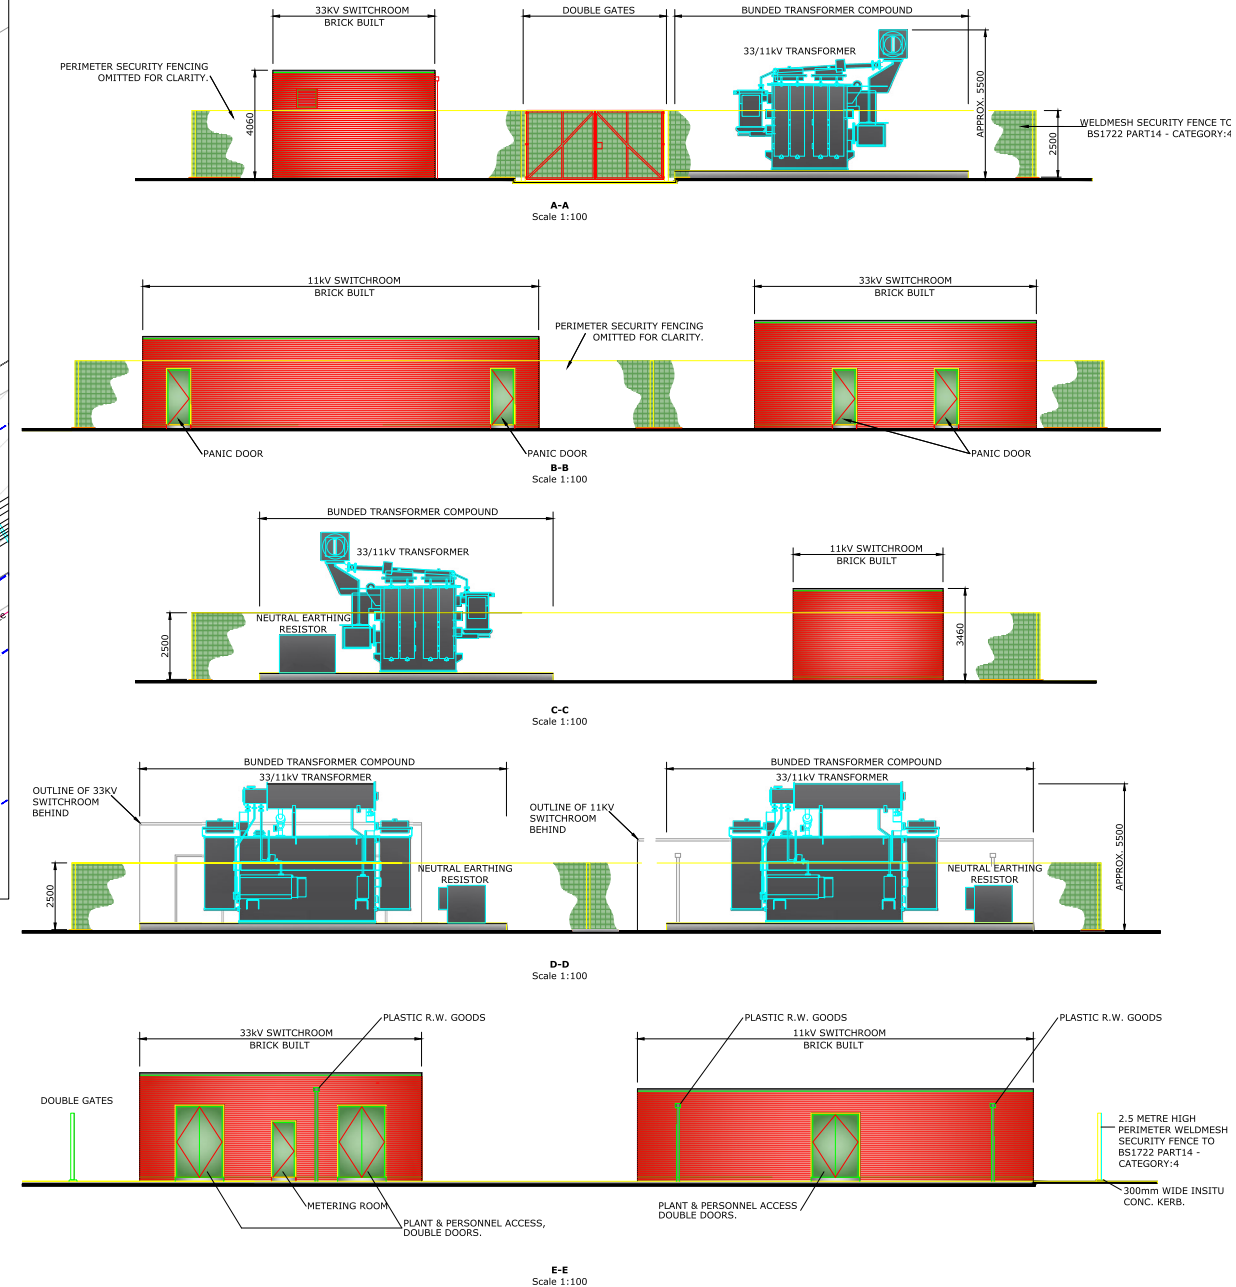 33KV SWITCHROOM
BRICK BUILT
DOUBLE GATES
BUNDED TRANSFORMER COMPOUND
PERIMETER SECURITY FENCING
OMITTED FOR CLARITY.
4060
33/11kV TRANSFORMER
APPROX. 5500
2500
WELDMESH SECURITY FENCE TO
BS1722 PART14 - CATEGORY:4
A-A
Scale 1:100
11kV SWITCHROOM
BRICK BUILT
33kV SWITCHROOM
BRICK BUILT
PERIMETER SECURITY FENCING
OMITTED FOR CLARITY.
PANIC DOOR
PANIC DOOR
PANIC DOOR
B-B
Scale 1:100
BUNDED TRANSFORMER COMPOUND
33/11kV TRANSFORMER
11kV SWITCHROOM
BRICK BUILT
NEUTRAL EARTHING
RESISTOR
2500
3460
C-C
Scale 1:100
BUNDED TRANSFORMER COMPOUND
33/11kV TRANSFORMER
BUNDED TRANSFORMER COMPOUND
33/11kV TRANSFORMER
OUTLINE OF 33KV
SWITCHROOM
BEHIND
OUTLINE OF 11KV
SWITCHROOM
BEHIND
NEUTRAL EARTHING
RESISTOR
NEUTRAL EARTHING
RESISTOR
2500
APPROX. 5500
D-D
Scale 1:100
PLASTIC R.W. GOODS
PLASTIC R.W. GOODS
PLASTIC R.W. GOODS
33kV SWITCHROOM
BRICK BUILT
11kV SWITCHROOM
BRICK BUILT
DOUBLE GATES
2.5 METRE HIGH
PERIMETER WELDMESH
SECURITY FENCE TO
BS1722 PART14 -
CATEGORY:4
300mm WIDE INSITU
CONC. KERB.
METERING ROOM
PLANT & PERSONNEL ACCESS,
DOUBLE DOORS.
PLANT & PERSONNEL ACCESS
DOUBLE DOORS.
E-E
Scale 1:100